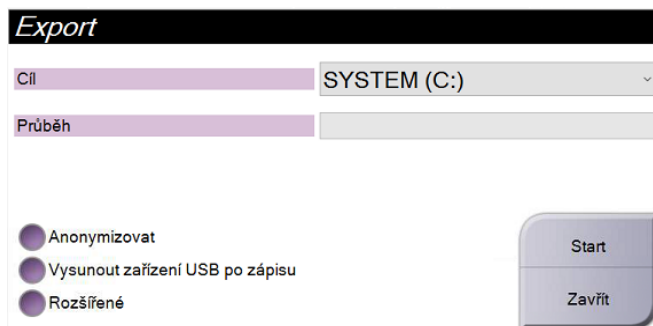 Export
Cíl
SYSTEM (C:)
Průběh
Anonymizovat
Vysunout zařízení USB po zápisu
Rozšířené
Start
Zavřít